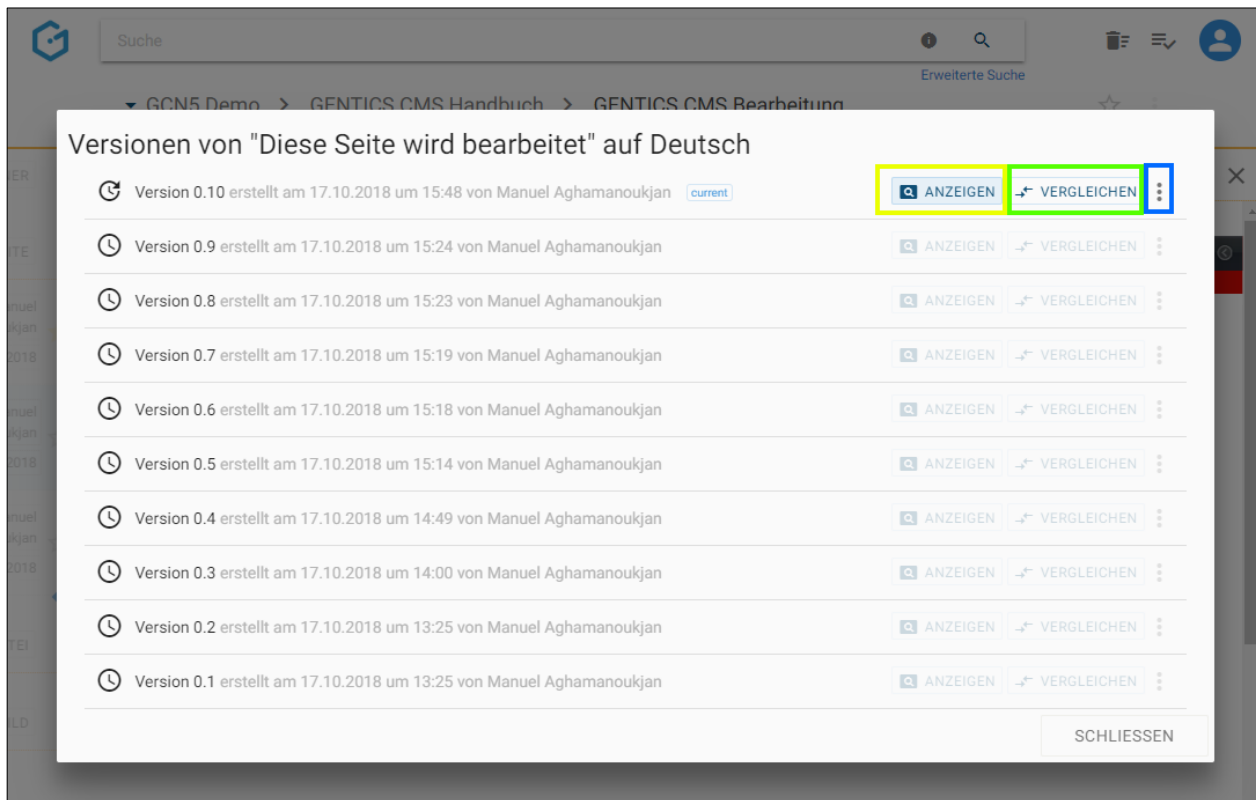 Suche
Erweiterte Suche
GCN5 Demo > GENTICS CMS Handbuch > GENTICS CMS Bearbeitung
Versionen von "Diese Seite wird bearbeitet" auf Deutsch
Version 0.10 erstellt am 17.10.2018 um 15:48 von Manuel Aghamanoukjan current ANZEIGEN VERGLEICHEN
Version 0.9 erstellt am 17.10.2018 um 15:24 von Manuel Aghamanoukjan ANZEIGEN VERGLEICHEN
Version 0.8 erstellt am 17.10.2018 um 15:23 von Manuel Aghamanoukjan ANZEIGEN VERGLEICHEN
Version 0.7 erstellt am 17.10.2018 um 15:19 von Manuel Aghamanoukjan ANZEIGEN VERGLEICHEN
Version 0.6 erstellt am 17.10.2018 um 15:18 von Manuel Aghamanoukjan ANZEIGEN VERGLEICHEN
Version 0.5 erstellt am 17.10.2018 um 15:14 von Manuel Aghamanoukjan ANZEIGEN VERGLEICHEN
Version 0.4 erstellt am 17.10.2018 um 14:49 von Manuel Aghamanoukjan ANZEIGEN VERGLEICHEN
Version 0.3 erstellt am 17.10.2018 um 14:00 von Manuel Aghamanoukjan ANZEIGEN VERGLEICHEN
Version 0.2 erstellt am 17.10.2018 um 13:25 von Manuel Aghamanoukjan ANZEIGEN VERGLEICHEN
Version 0.1 erstellt am 17.10.2018 um 13:25 von Manuel Aghamanoukjan ANZEIGEN VERGLEICHEN
SCHLIESSEN